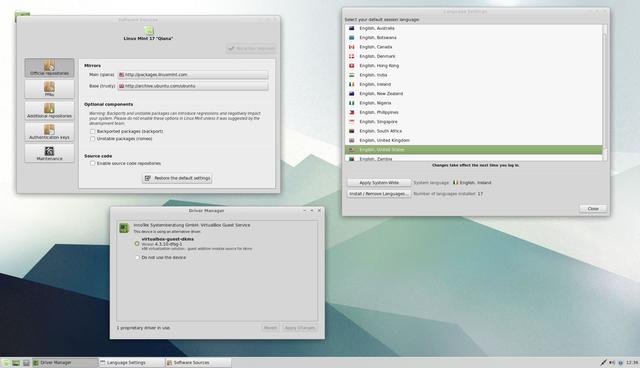 Software Sources
Linux Mint 17 "Qiana"
No action required
Official repositories
PPAs
Additional repositories
Authentication keys
Maintenance
Mirrors
Main (qiana) http://packages.linuxmint.com
Base (trusty) http://archive.ubuntu.com/ubuntu
Optional components
Warning: Backports and unstable packages can introduce regressions and negatively impact your
system. Please do not enable these options in Linux Mint unless it was suggested by the
development team.
Backported packages (backport)
Unstable packages (romeo)
Source code
Enable source code repositories
Restore the default settings
Language Settings
Select your default session language:
English, Australia
English, Botswana
English, Canada
English, Denmark
English, Hong Kong
English, India
English, Ireland
English, New Zealand
English, Nigeria
English, Philippines
English, Singapore
English, South Africa
English, United Kingdom
English, United States
English, Zambia
Changes take effect the next time you log in.
Apply System-Wide System language: English, Ireland
Install / Remove Languages... Number of languages installed: 17
Close
Driver Manager
InnoTek Systemberatung GmbH: VirtualBox Guest Service
This device is using an alternative driver.
virtualbox-guest-dkms
Version 4.3.10-dfsg-1
x86 virtualization solution - guest addition module source for dkms
Do not use the device
1 proprietary driver in use.
Revert Apply Changes
Driver Manager Language Settings Software Sources 12:36